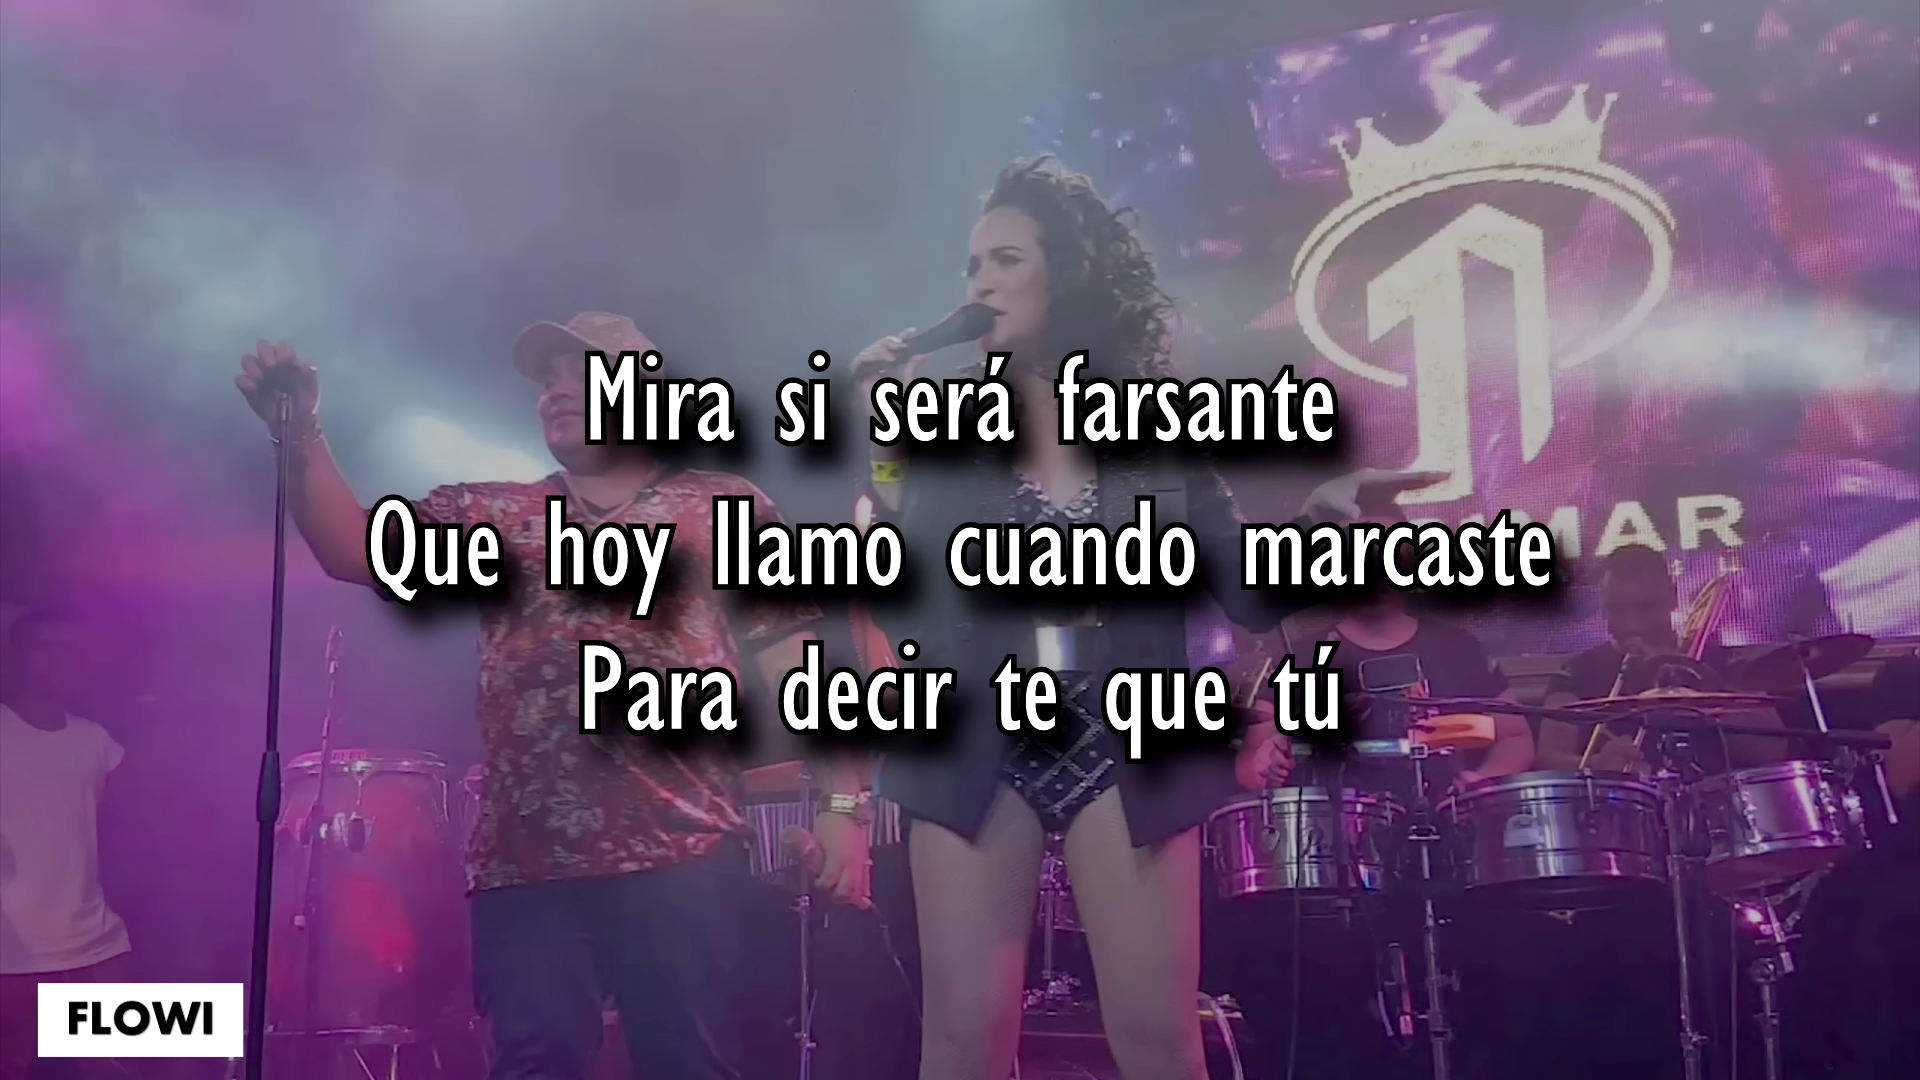 Mira si será farsante
Que hoy llamo cuando marcaste
Para decir te que tú
FLOWI